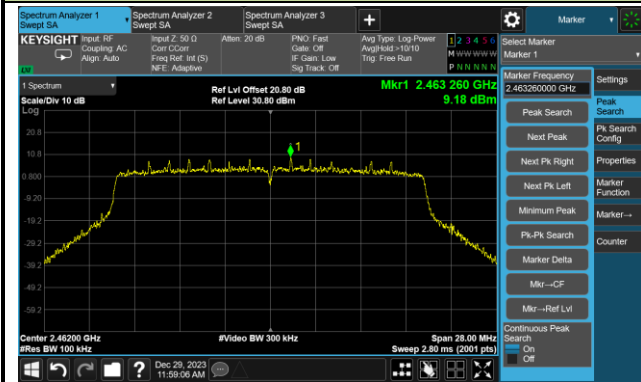 Spectrum Analyzer 1
Swept SA
Spectrum Analyzer 2
Swept SA
Spectrum Analyzer 3
Swept SA
+
Marker
KEYSIGHT
Input: RF
Coupling: AC
Align: Auto
Input Z: 50 Ω
Corr CCorr
Freq Ref: Int (S)
NFE: Adaptive
Atten: 20 dB
PNO: Fast
Gate: Off
IF Gain: Low
Sig Track: Off
Avg Type: Log-Power
Avg|Hold:>10/10
Trig: Free Run
1 2 3 4 5 6
M W W W W W
P N N N N N
Select Marker
Marker 1
1 Spectrum
Scale/Div 10 dB
Log
Ref Lvl Offset 20.80 dB
Ref Level 30.80 dBm
Mkr1 2.463 260 GHz
9.18 dBm
20.8
10.8
0.800
-9.20
-19.2
-29.2
-39.2
-49.2
-59.2
1
Center 2.46200 GHz
#Res BW 100 kHz
#Video BW 300 kHz
Span 28.00 MHz
Sweep 2.80 ms (2001 pts)
Marker Frequency
2.463260000 GHz
Peak Search
Next Peak
Next Pk Right
Next Pk Left
Minimum Peak
Pk-Pk Search
Marker Delta
Mkr→CF
Mkr→Ref Lvl
Continuous Peak
Search
On
Off
Settings
Peak
Search
Pk Search
Config
Properties
Marker
Function
Marker→
Counter
?
Dec 29, 2023
11:59:06 AM